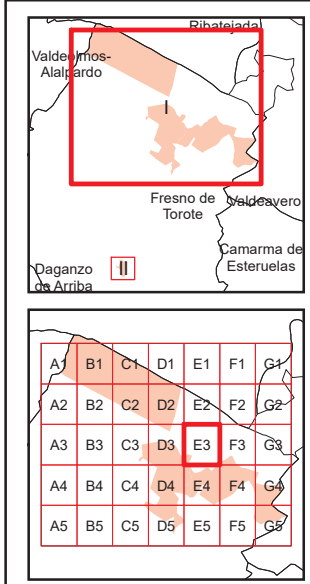 Ribatejada
Valdeolmos-
Alalpardo
I
Fresno de
Torote
Valdeavero
Camarma de
Esteruelas
Daganzo
de Arriba
II
A1 B1 C1 D1 E1 F1 G1
A2 B2 C2 D2 E2 F2 G2
A3 B3 C3 D3 E3 F3 G3
A4 B4 C4 D4 E4 F4 G4
A5 B5 C5 D5 E5 F5 G5